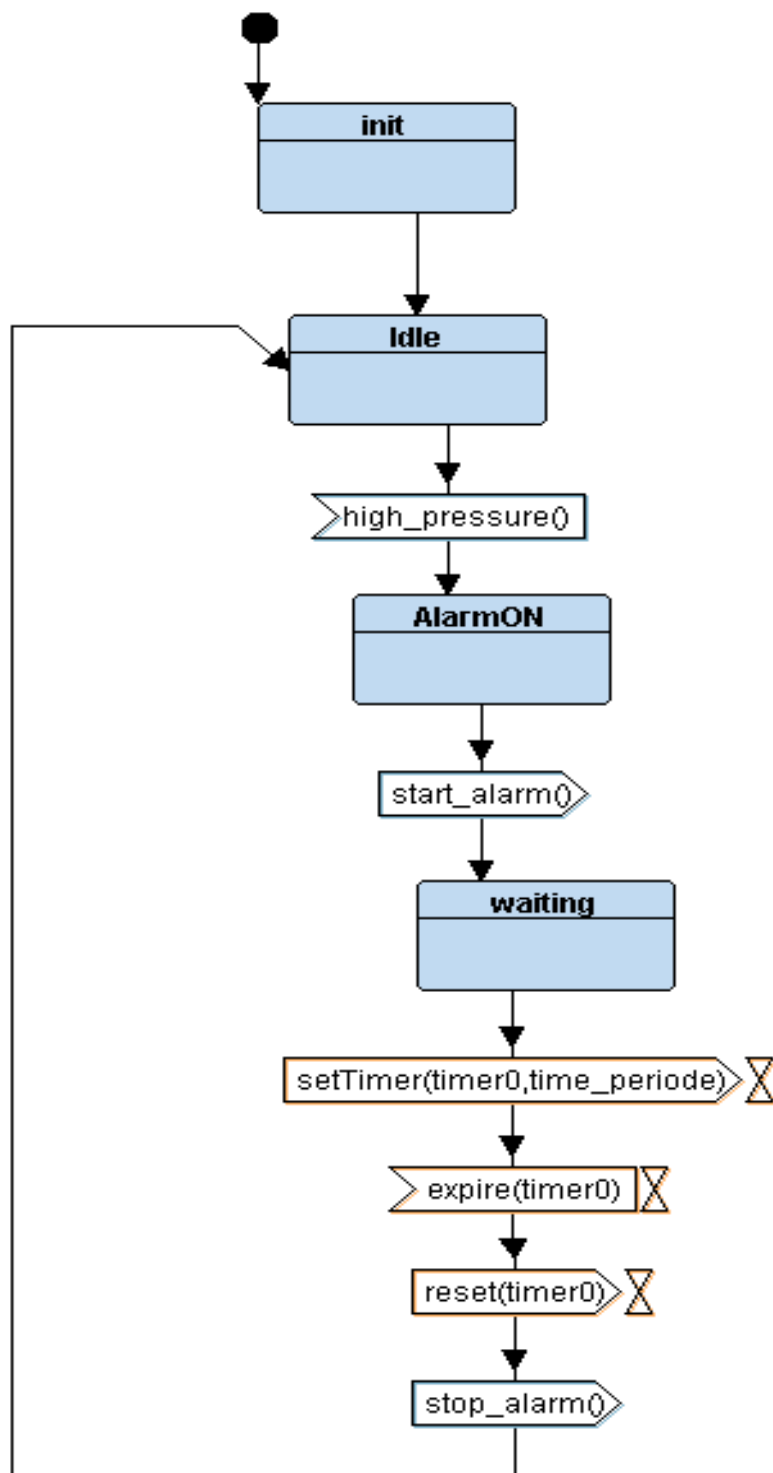 init
Idle
high_pressure()
AlarmON
start_alarm()
waiting
setTimer(timer0,time_periode)
expire(timer0)
reset(timer0)
stop_alarm()